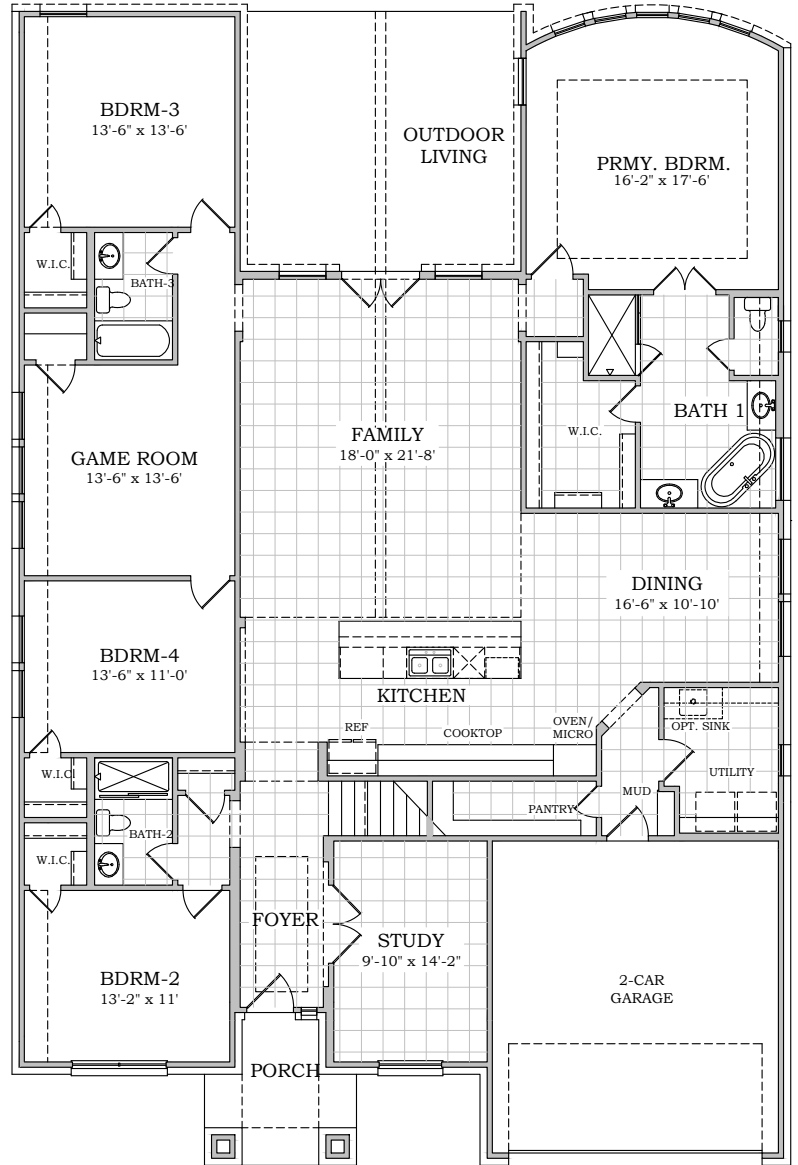 BDRM-3
13'-6" x 13'-6'
OUTDOOR
LIVING
PRMY. BDRM.
16'-2" x 17'-6'
W.I.C.
BATH-3
FAMILY
18'-0" x 21'-8'
W.I.C.
BATH 1
GAME ROOM
13'-6" x 13'-6'
DINING
16'-6" x 10'-10'
BDRM-4
13'-6" x 11'-0'
KITCHEN
REF
COOKTOP
OVEN/
MICRO
OPT. SINK
W.I.C.
UTILITY
MUD
PANTRY
BATH-2
W.I.C.
FOYER
STUDY
9'-10" x 14'-2"
BDRM-2
13'-2" x 11'
2-CAR
GARAGE
PORCH